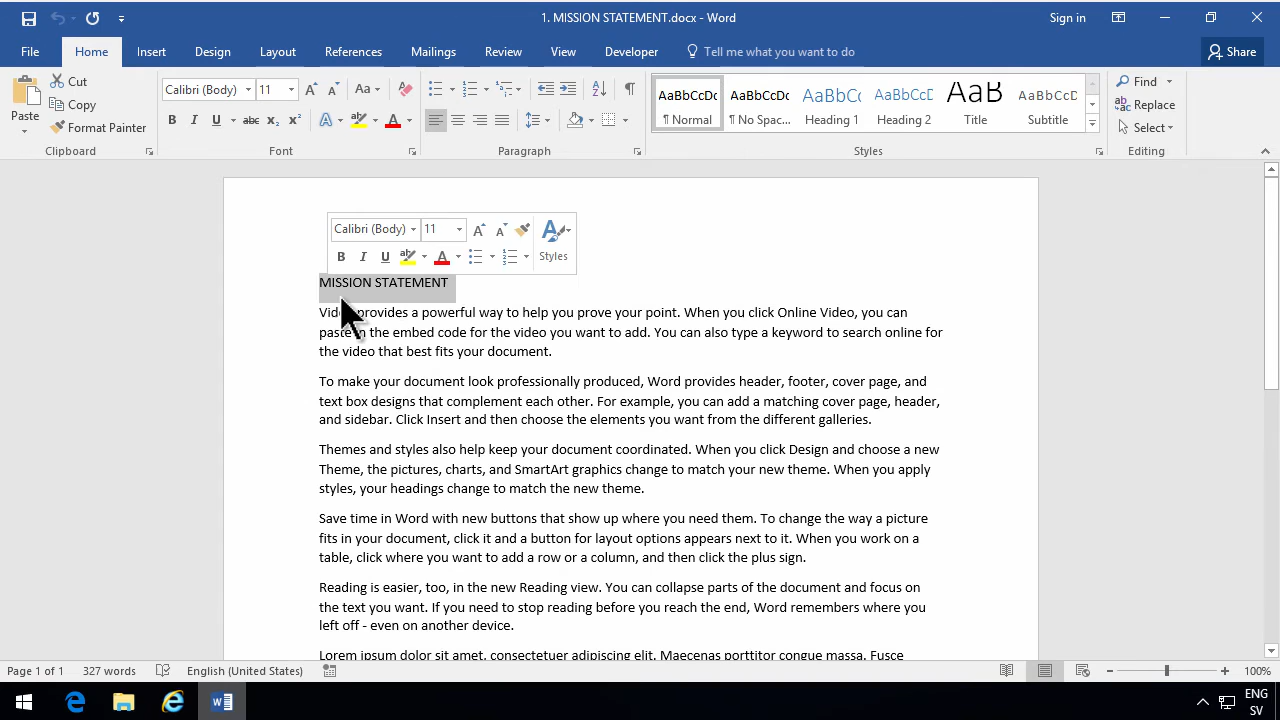 1. MISSION STATEMENT.docx - Word
Sign in
File Home Insert Design Layout References Mailings Review View Developer Tell me what you want to do Share
Paste
Cut
Copy
Format Painter
Clipboard
Calibri (Body) 11
Aa
B I U abc x₂ x² A A
Font
Paragraph
AaBbCcDc AaBbCcDc AaBbCc AaBbCcD AaB AaBbCcD
¶ Normal ¶ No Spac... Heading 1 Heading 2 Title Subtitle
Styles
Find
Replace
Select
Editing
Calibri (Body) 11
B I U A Styles
MISSION STATEMENT
Video provides a powerful way to help you prove your point. When you click Online Video, you can
paste in the embed code for the video you want to add. You can also type a keyword to search online for
the video that best fits your document.
To make your document look professionally produced, Word provides header, footer, cover page, and
text box designs that complement each other. For example, you can add a matching cover page, header,
and sidebar. Click Insert and then choose the elements you want from the different galleries.
Themes and styles also help keep your document coordinated. When you click Design and choose a new
Theme, the pictures, charts, and SmartArt graphics change to match your new theme. When you apply
styles, your headings change to match the new theme.
Save time in Word with new buttons that show up where you need them. To change the way a picture
fits in your document, click it and a button for layout options appears next to it. When you work on a
table, click where you want to add a row or a column, and then click the plus sign.
Reading is easier, too, in the new Reading view. You can collapse parts of the document and focus on
the text you want. If you need to stop reading before you reach the end, Word remembers where you
left off - even on another device.
Lorem ipsum dolor sit amet, consectetuer adipiscing elit. Maecenas porttitor congue massa. Fusce
Page 1 of 1 327 words English (United States) 100%
ENG
SV